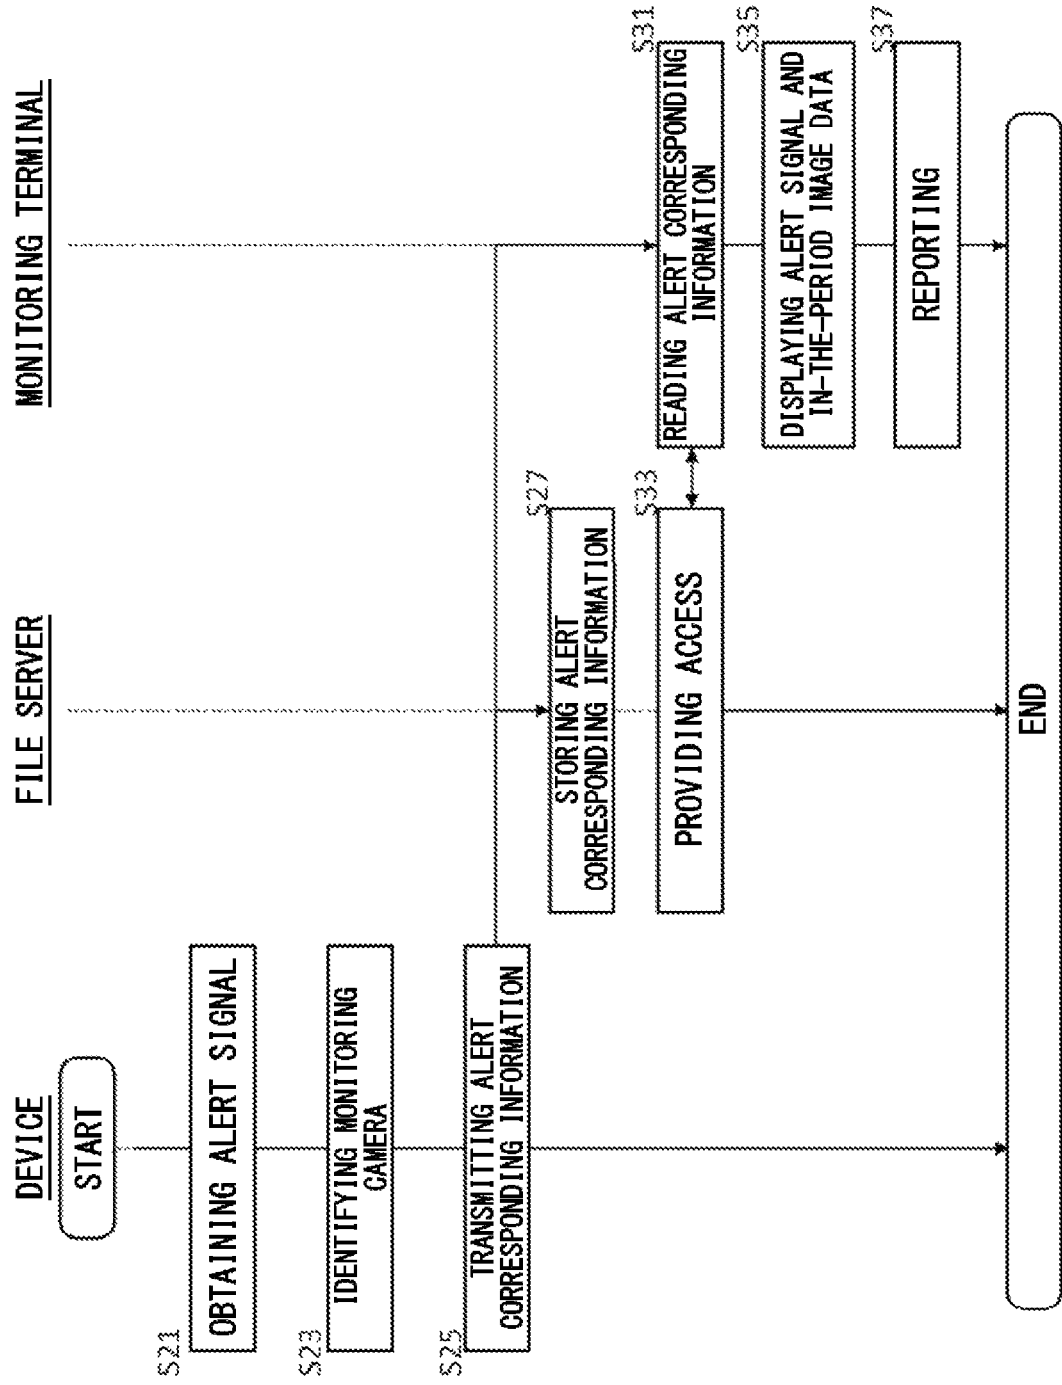 DEVICE
FILE SERVER
MONITORING TERMINAL
START
S21
OBTAINING ALERT SIGNAL
S23
IDENTIFYING MONITORING
CAMERA
S25
TRANSMITTING ALERT
CORRESPONDING INFORMATION
S27
STORING ALERT
CORRESPONDING INFORMATION
S33
PROVIDING ACCESS
S31
READING ALERT CORRESPONDING
INFORMATION
S35
DISPLAYING ALERT SIGNAL AND
IN-THE-PERIOD IMAGE DATA
S37
REPORTING
END